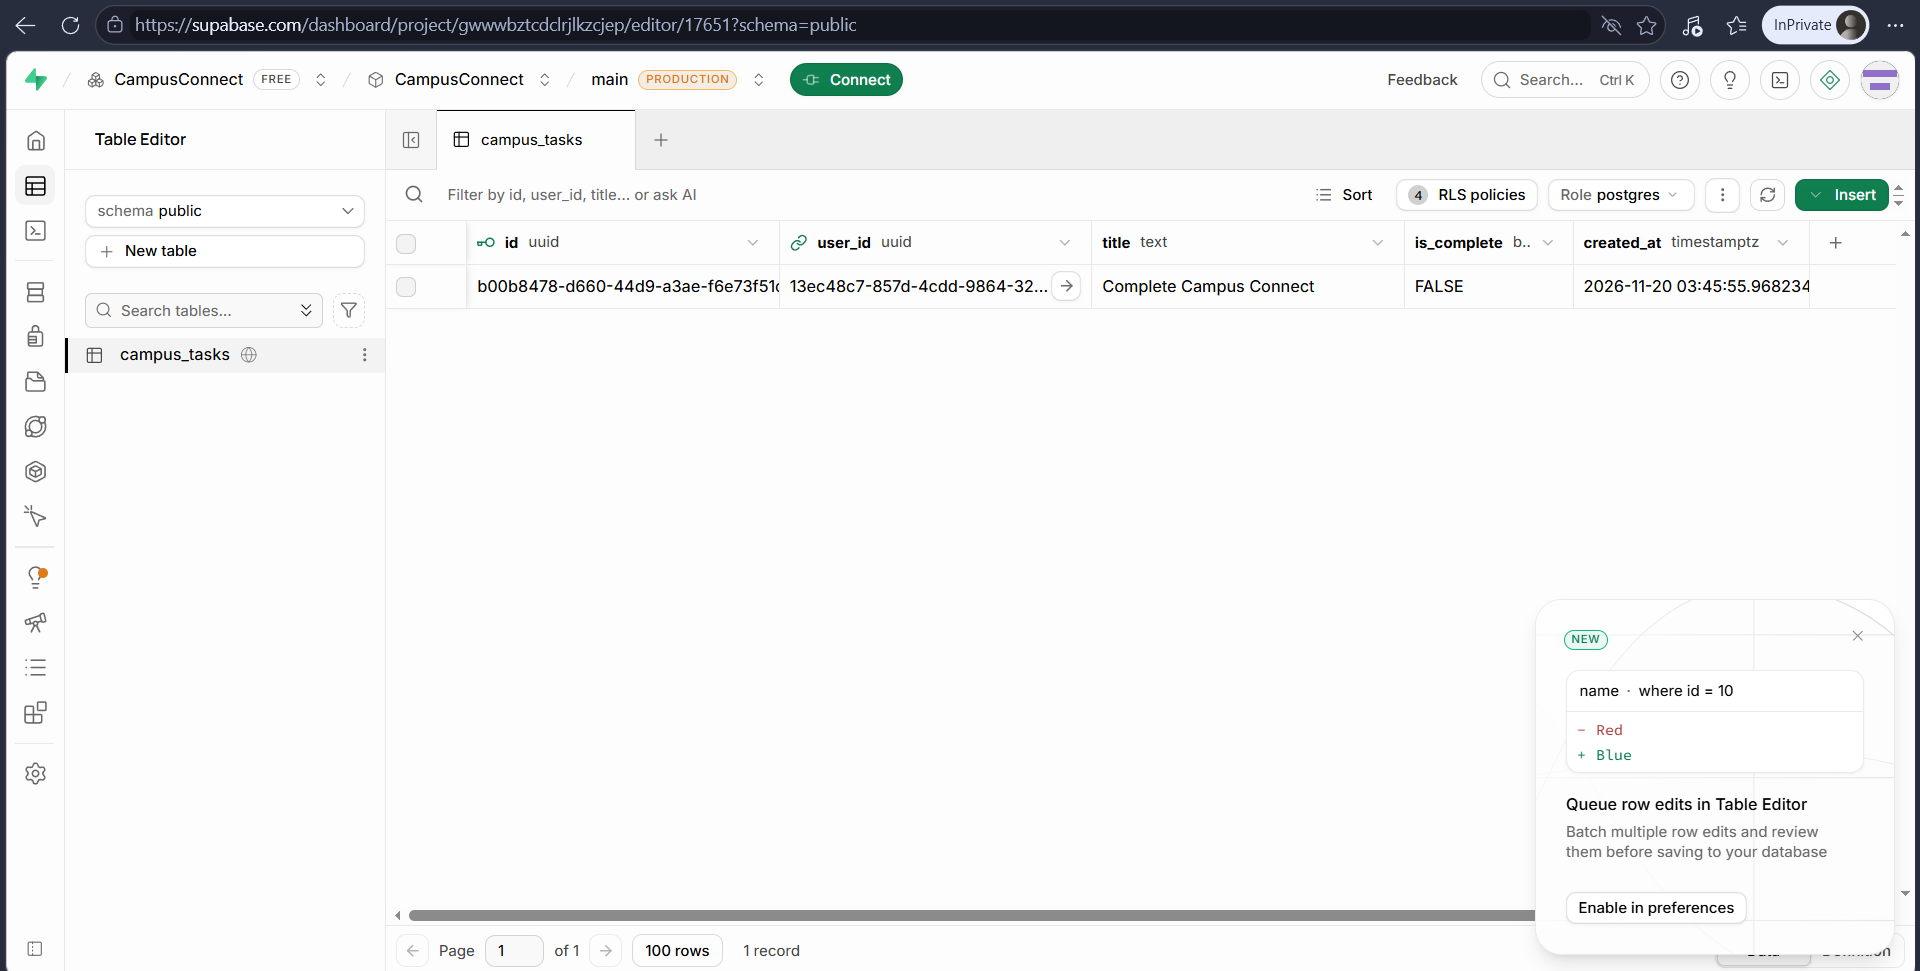 https://supabase.com/dashboard/project/gwwwbztcdclrjlkzcjep/editor/17651?schema=public
InPrivate
CampusConnect FREE CampusConnect main PRODUCTION Connect Feedback Search... Ctrl K
Table Editor
campus_tasks
schema public
New table
Search tables...
campus_tasks
Filter by id, user_id, title... or ask AI
Sort 4 RLS policies Role postgres Insert
id uuid user_id uuid title text is_complete b.. created_at timestamptz
b00b8478-d660-44d9-a3ae-f6e73f51c 13ec48c7-857d-4cdd-9864-32... Complete Campus Connect FALSE 2026-11-20 03:45:55.968234
NEW
name · where id = 10
- Red
+ Blue
Queue row edits in Table Editor
Batch multiple row edits and review
them before saving to your database
Enable in preferences
Page 1 of 1 100 rows 1 record
Data Definition